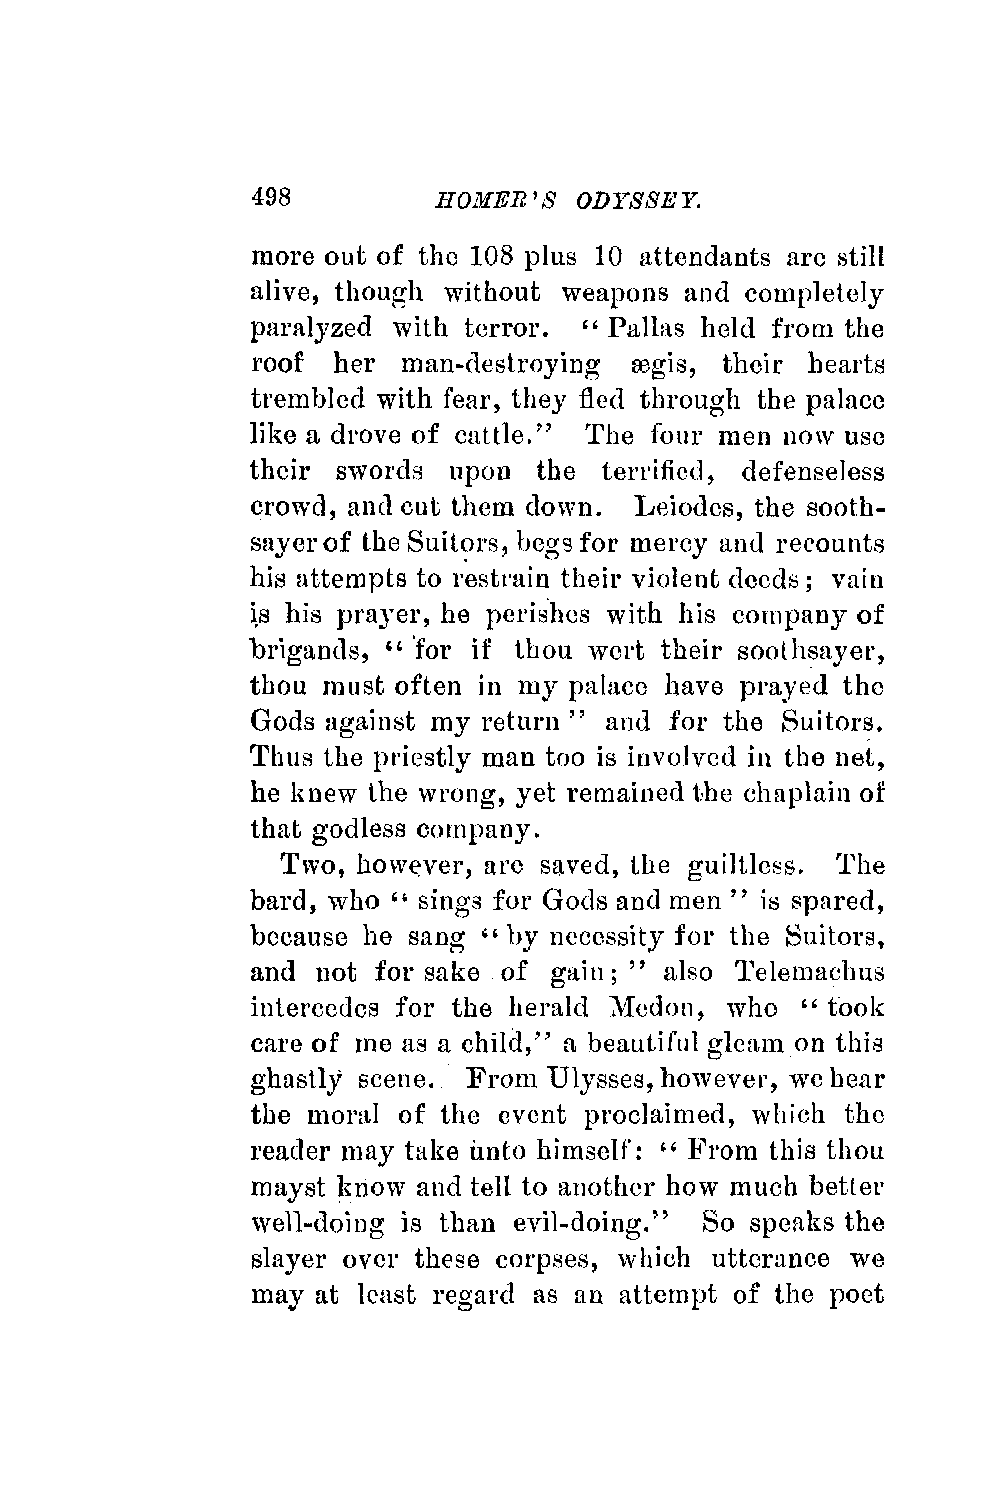 498 HOMER'S ODYSSEY.
more out of the 108 plus 10 attendants are still
alive, though without weapons and completely
paralyzed with terror. “ Pallas held from the
roof her man-destroying ægis, their hearts
trembled with fear, they fled through the palace
like a drove of cattle.” The four men now use
their swords upon the terrified, defenseless
crowd, and cut them down. Leiodes, the sooth-
sayer of the Suitors, begs for mercy and recounts
his attempts to restrain their violent deeds; vain
is his prayer, he perishes with his company of
brigands, “ for if thou wert their soothsayer,
thou must often in my palace have prayed the
Gods against my return ” and for the Suitors.
Thus the priestly man too is involved in the net,
he knew the wrong, yet remained the chaplain of
that godless company.
Two, however, are saved, the guiltless. The
bard, who “ sings for Gods and men ” is spared,
because he sang “ by necessity for the Suitors,
and not for sake of gain; ” also Telemachus
intercedes for the herald Medon, who “ took
care of me as a child,” a beautiful gleam on this
ghastly scene. From Ulysses, however, we hear
the moral of the event proclaimed, which the
reader may take unto himself: “ From this thou
mayst know and tell to another how much better
well-doing is than evil-doing.” So speaks the
slayer over these corpses, which utterance we
may at least regard as an attempt of the poet